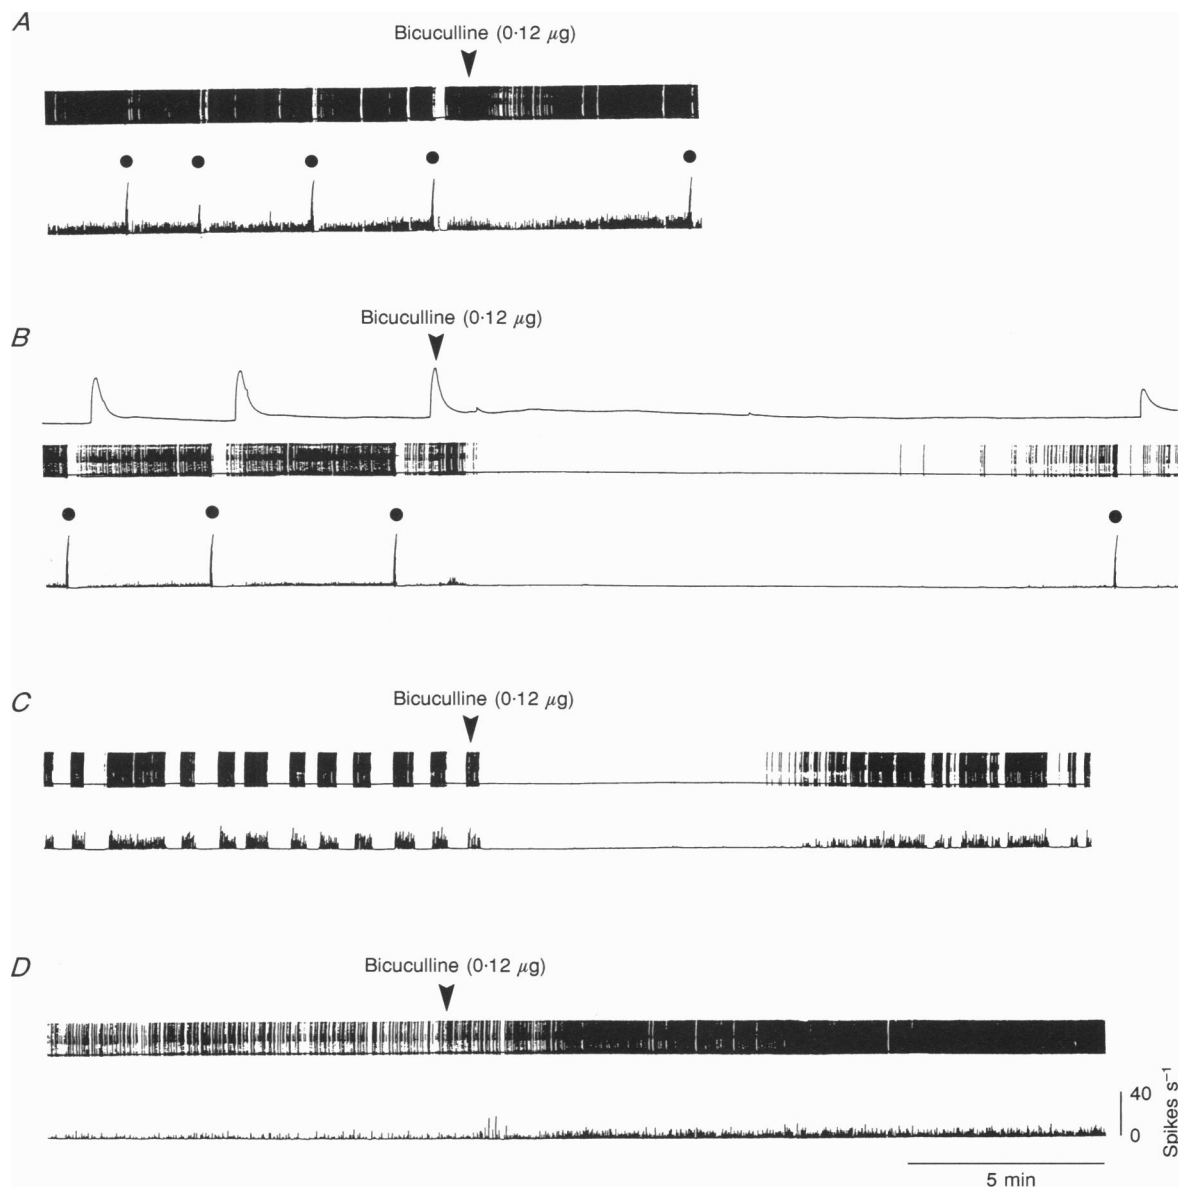 A
Bicuculline (0·12 μg)
B
Bicuculline (0·12 μg)
C
Bicuculline (0·12 μg)
D
Bicuculline (0·12 μg)
40
0
Spikes s⁻¹
5 min